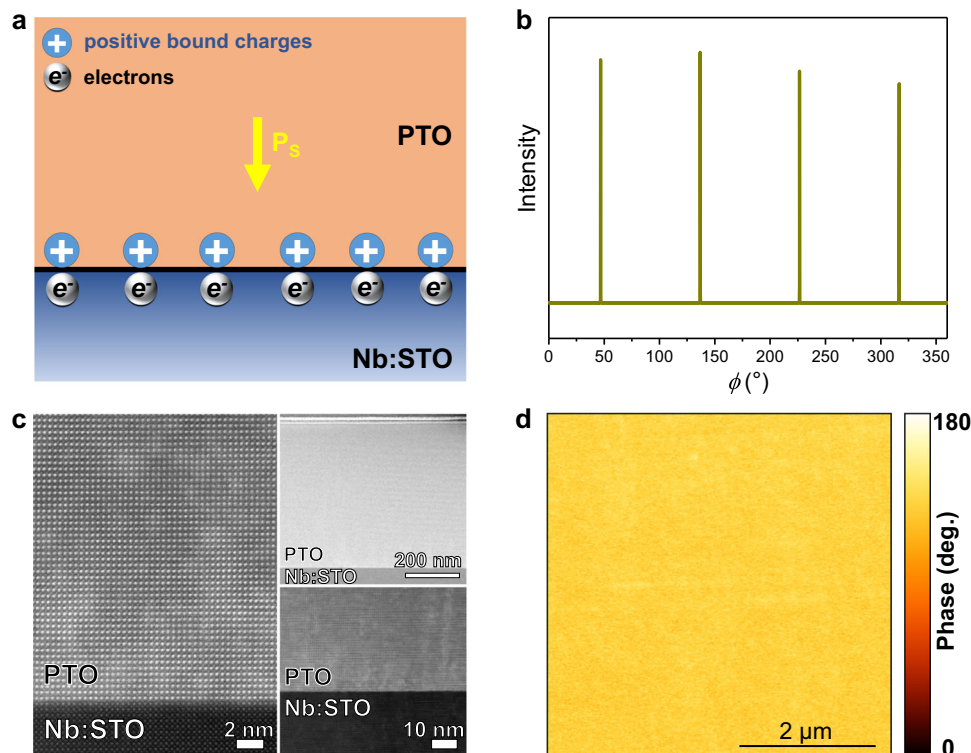 a
positive bound charges
e-
electrons
Ps
PTO
e- e- e- e- e- e-
Nb:STO
b
Intensity
0 50 100 150 200 250 300 350
ϕ (°)
c
PTO
Nb:STO
2 nm
PTO
200 nm
Nb:STO
PTO
Nb:STO
10 nm
d
180
Phase (deg.)
0
2 µm